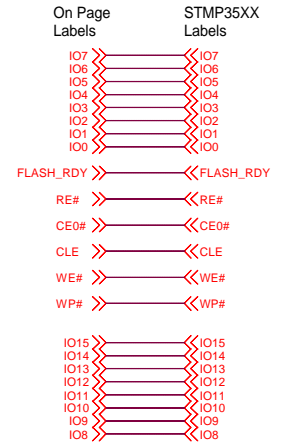 On Page Labels
STMP35XX Labels
IO7 IO7
IO6 IO6
IO5 IO5
IO4 IO4
IO3 IO3
IO2 IO2
IO1 IO1
IO0 IO0
FLASH_RDY FLASH_RDY
RE# RE#
CE0# CE0#
CLE CLE
WE# WE#
WP# WP#
IO15 IO15
IO14 IO14
IO13 IO13
IO12 IO12
IO11 IO11
IO10 IO10
IO9 IO9
IO8 IO8